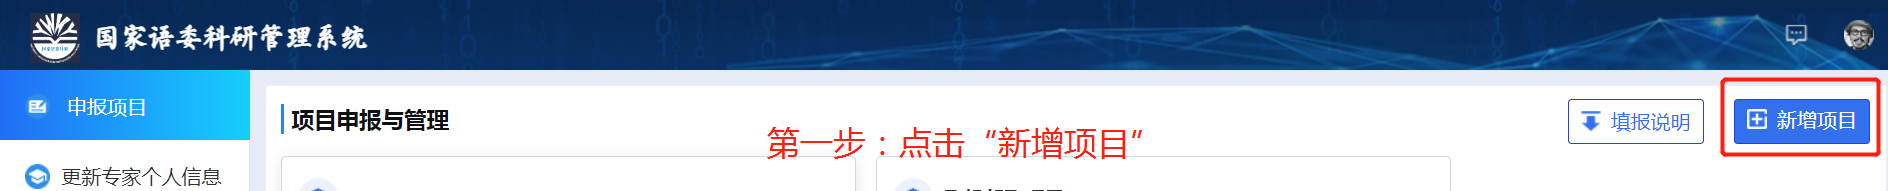 国家语委科研管理系统
申报项目
项目申报与管理
填报说明
新增项目
第一步：点击“新增项目”
更新专家个人信息